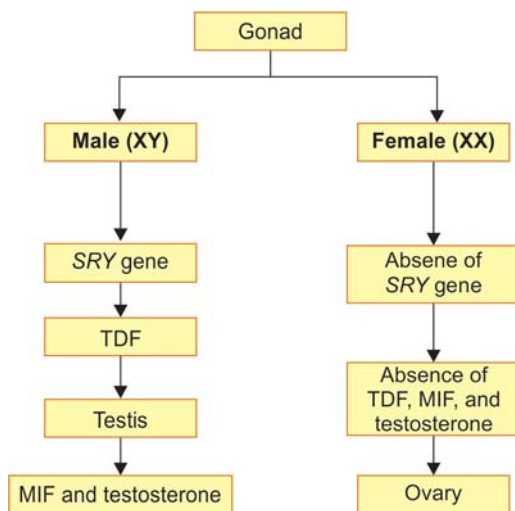 Gonad
Male (XY)
Female (XX)
SRY gene
Absene of
SRY gene
TDF
Absence of
TDF, MIF, and
testosterone
Testis
MIF and testosterone
Ovary